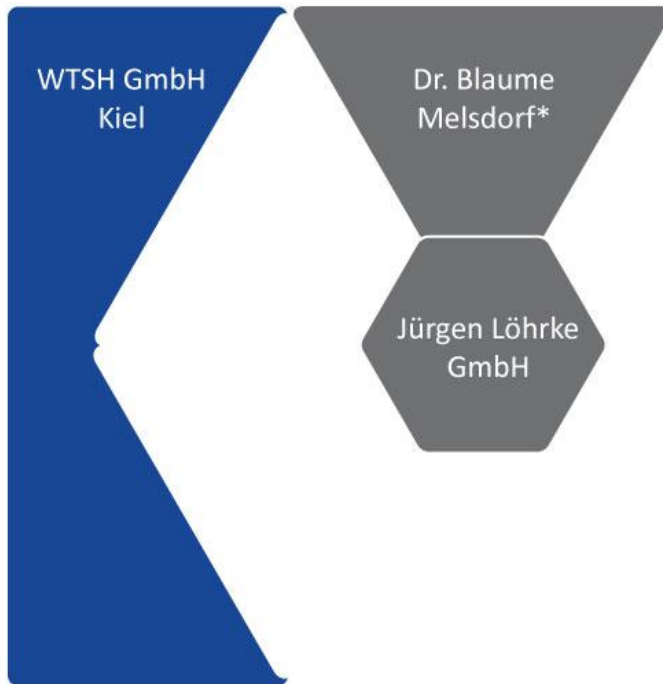 WTSH GmbH
Kiel
Dr. Blaume
Melsdorf*
Jürgen Löhrke
GmbH